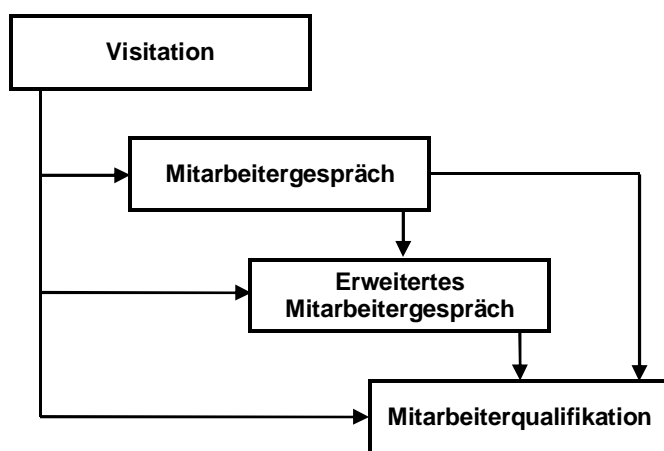 Visitation
Mitarbeitergespräch
Erweitertes
Mitarbeitergespräch
Mitarbeiterqualifikation